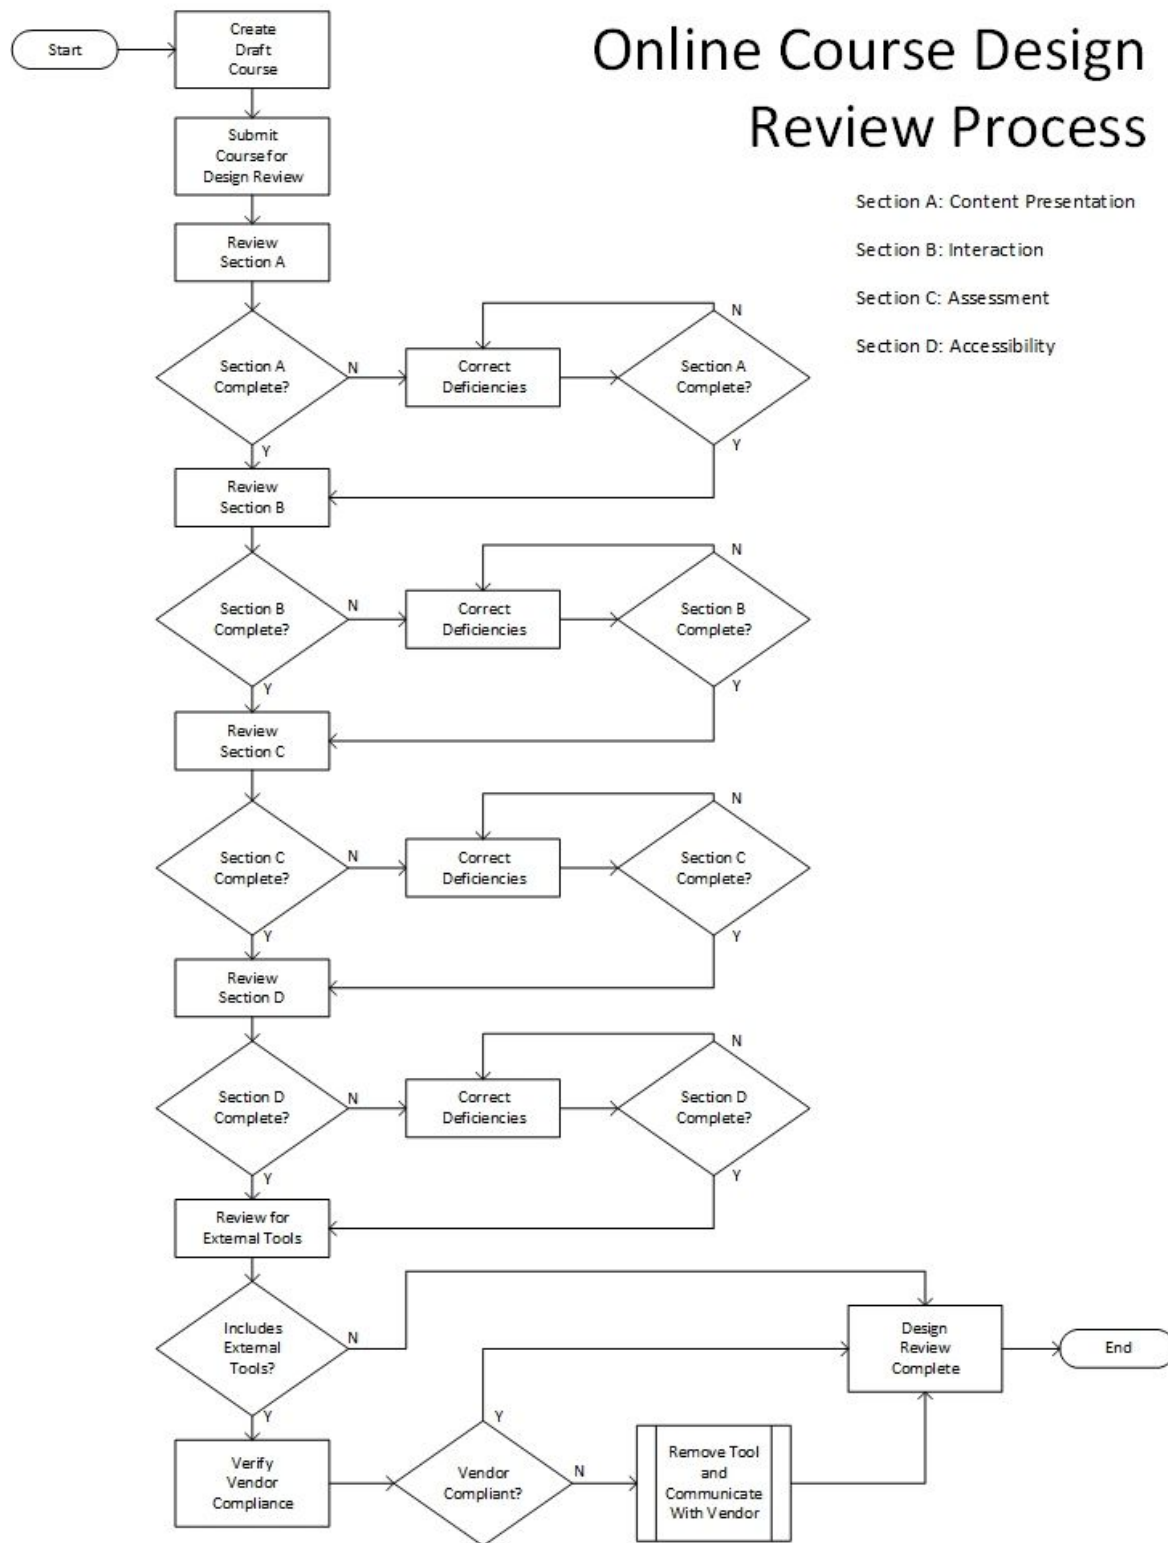 Online Course Design
Review Process
Section A: Content Presentation
Section B: Interaction
Section C: Assessment
Section D: Accessibility
Start
Create
Draft
Course
Submit
Course for
Design Review
Review
Section A
Section A
Complete?
N
Correct
Deficiencies
Section A
Complete?
N
Y
Y
Review
Section B
Section B
Complete?
N
Correct
Deficiencies
Section B
Complete?
N
Y
Y
Review
Section C
Section C
Complete?
N
Correct
Deficiencies
Section C
Complete?
N
Y
Y
Review
Section D
Section D
Complete?
N
Correct
Deficiencies
Section D
Complete?
N
Y
Y
Review for
External Tools
Includes
External
Tools?
N
Y
Design
Review
Complete
End
Verify
Vendor
Compliance
Vendor
Compliant?
Y
N
Remove Tool
and
Communicate
With Vendor